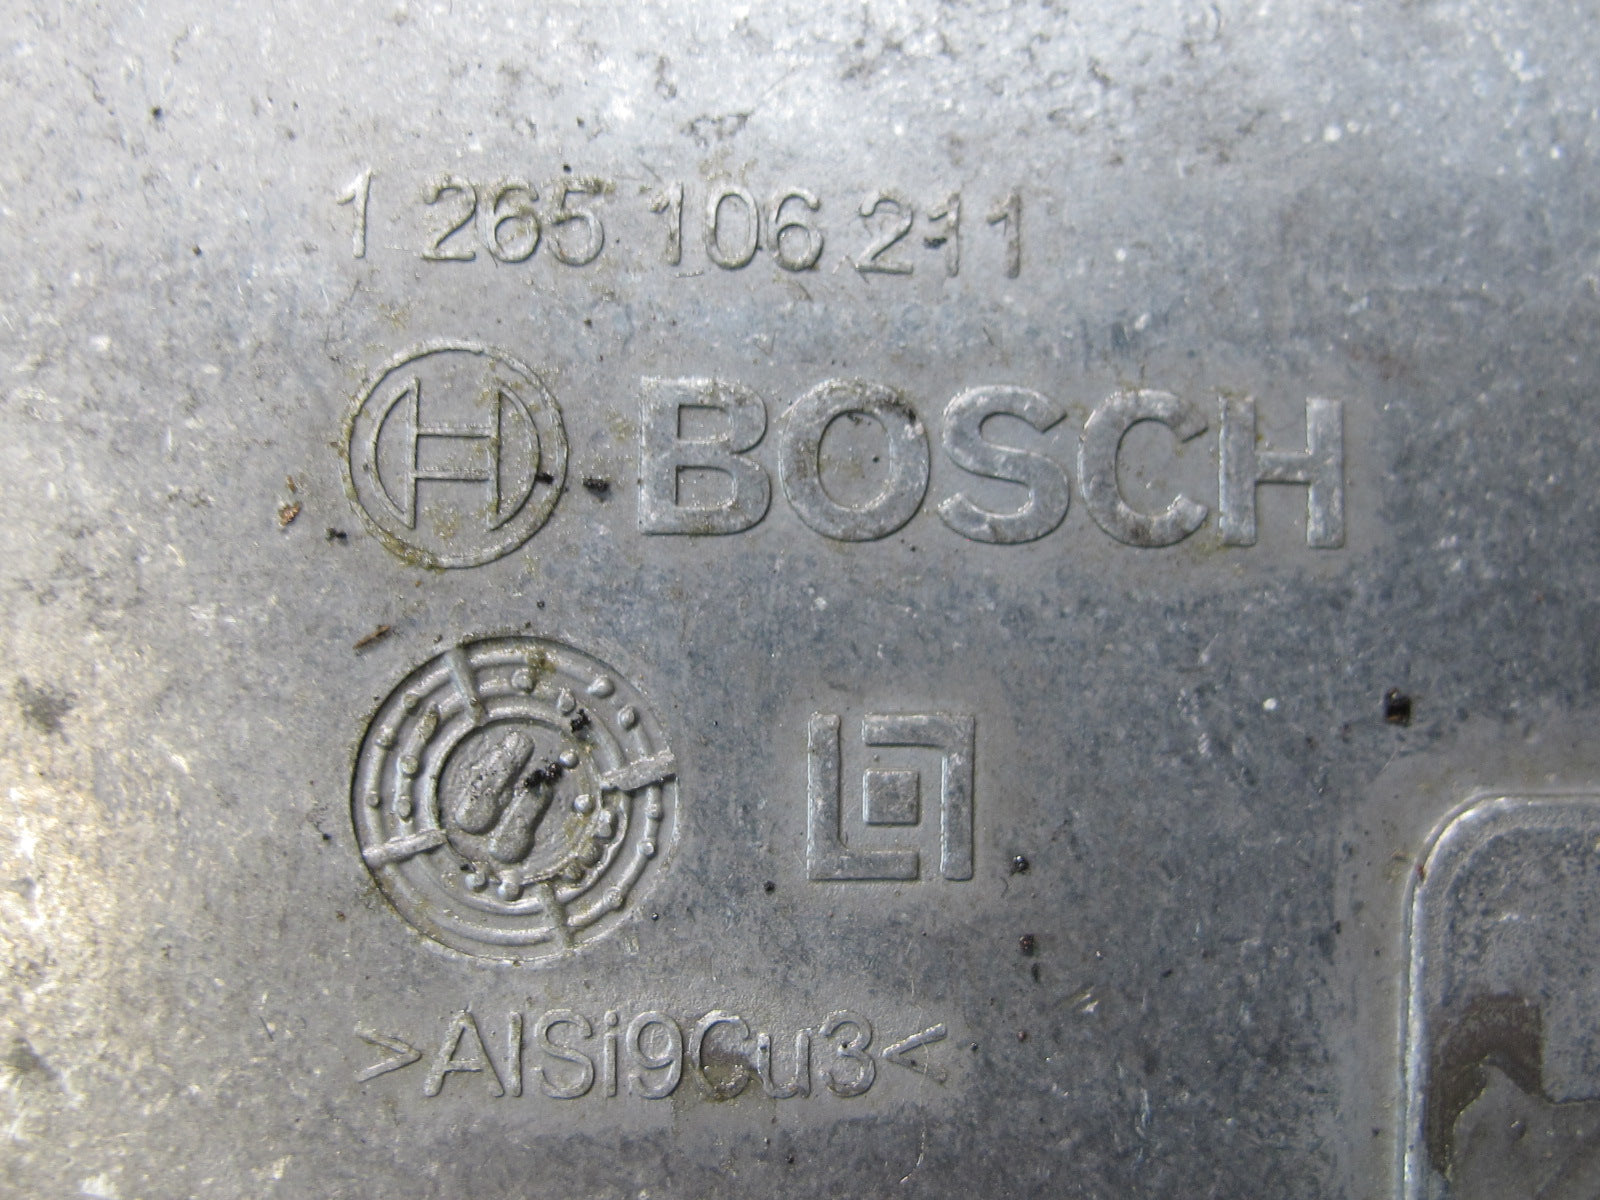 1 265 106 211
BOSCH
>AlSi9Cu3<